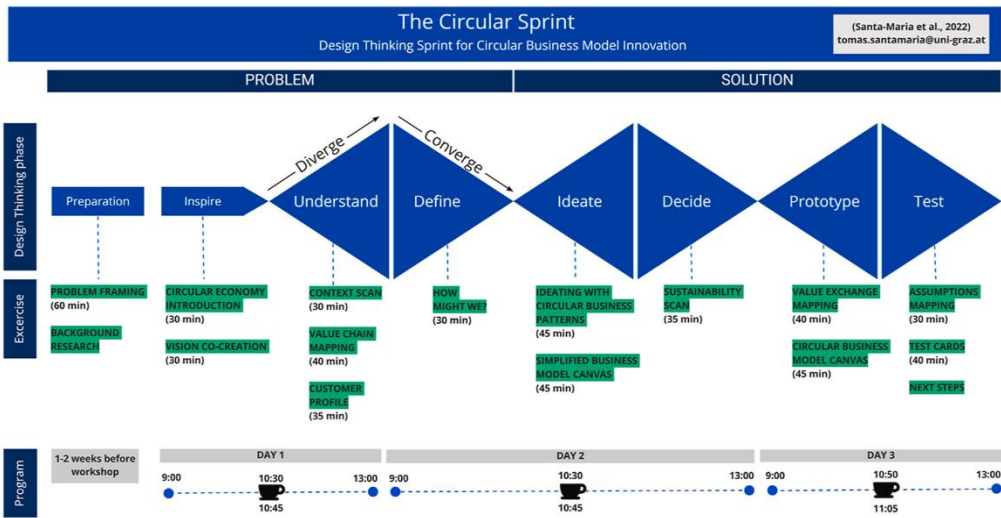 The Circular Sprint
Design Thinking Sprint for Circular Business Model Innovation
(Santa-Maria et al., 2022)
tomas.santamaria@uni-graz.at
PROBLEM
SOLUTION
Design Thinking phase
Diverge
Converge
Preparation
Inspire
Understand
Define
Ideate
Decide
Prototype
Test
Excercise
PROBLEM FRAMING
(60 min)
BACKGROUND
RESEARCH
CIRCULAR ECONOMY
INTRODUCTION
(30 min)
VISION CO-CREATION
(30 min)
CONTEXT SCAN
(30 min)
VALUE CHAIN
MAPPING
(40 min)
CUSTOMER
PROFILE
(35 min)
HOW
MIGHT WE?
(30 min)
IDEATING WITH
CIRCULAR BUSINESS
PATTERNS
(45 min)
SIMPLIFIED BUSINESS
MODEL CANVAS
(45 min)
SUSTAINABILITY
SCAN
(35 min)
VALUE EXCHANGE
MAPPING
(40 min)
CIRCULAR BUSINESS
MODEL CANVAS
(45 min)
ASSUMPTIONS
MAPPING
(30 min)
TEST CARDS
(40 min)
NEXT STEPS
Program
1-2 weeks before
workshop
DAY 1
9:00
10:30
13:00
10:45
DAY 2
9:00
10:30
13:00
10:45
DAY 3
9:00
10:50
13:00
11:05